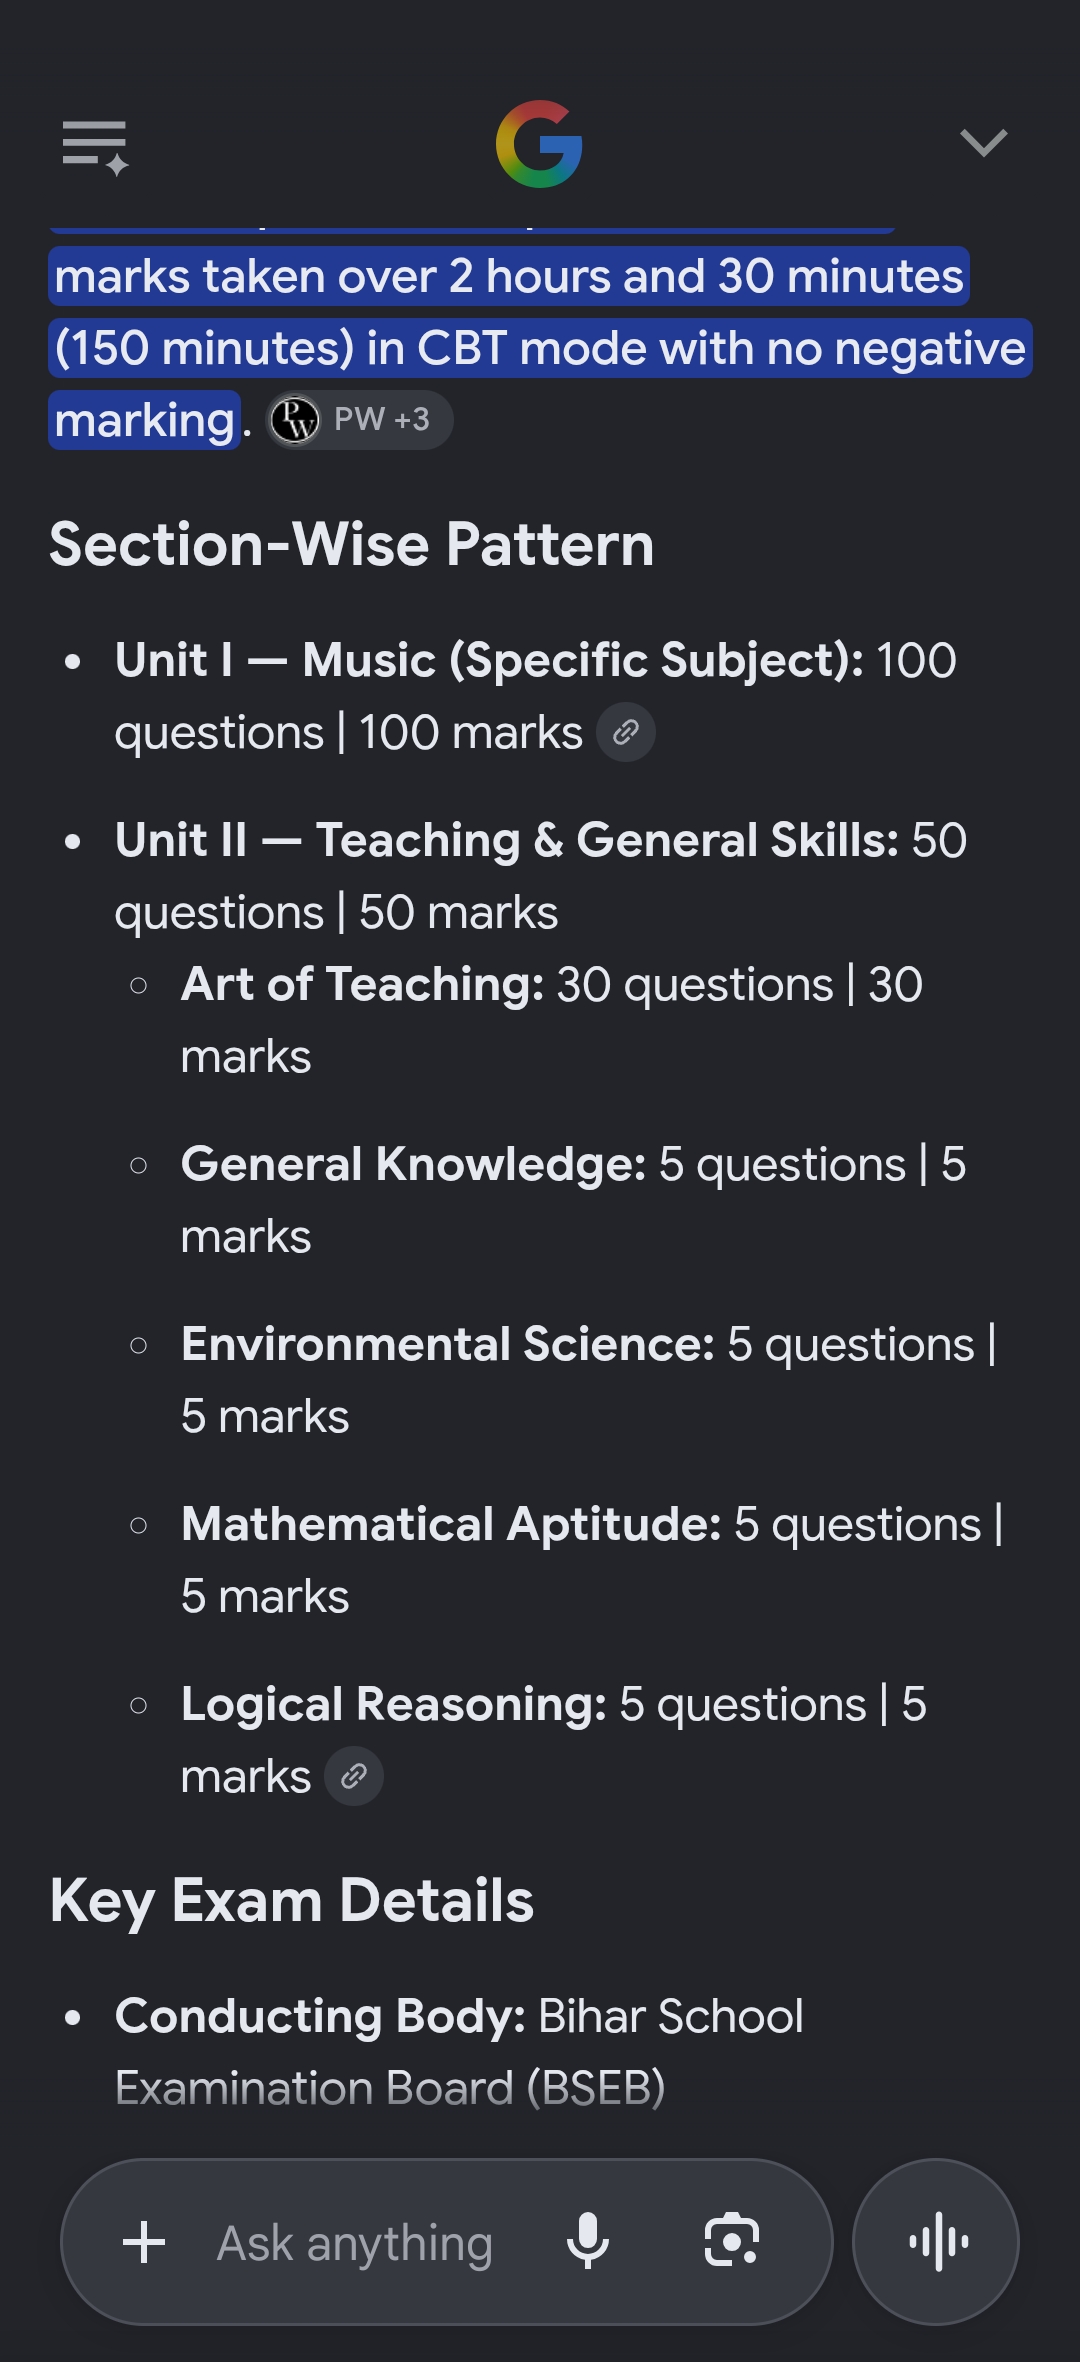 marks taken over 2 hours and 30 minutes
(150 minutes) in CBT mode with no negative
marking. PW PW +3
Section-Wise Pattern
• Unit I — Music (Specific Subject): 100
questions | 100 marks
• Unit II — Teaching & General Skills: 50
questions | 50 marks
○ Art of Teaching: 30 questions | 30
marks
○ General Knowledge: 5 questions | 5
marks
○ Environmental Science: 5 questions |
5 marks
○ Mathematical Aptitude: 5 questions |
5 marks
○ Logical Reasoning: 5 questions | 5
marks
Key Exam Details
• Conducting Body: Bihar School
Examination Board (BSEB)
Ask anything